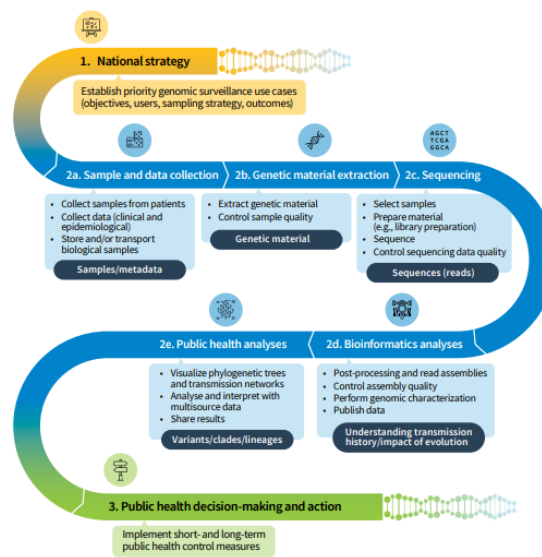 1. National strategy
Establish priority genomic surveillance use cases
(objectives, users, sampling strategy, outcomes)
AGCT
TCGA
GGCA
2a. Sample and data collection
2b. Genetic material extraction
2c. Sequencing
• Collect samples from patients
• Collect data (clinical and
epidemiological)
• Store and/or transport
biological samples
Samples/metadata
• Extract genetic material
• Control sample quality
Genetic material
• Select samples
• Prepare material
(e.g., library preparation)
• Sequence
• Control sequencing data quality
Sequences (reads)
2e. Public health analyses
2d. Bioinformatics analyses
• Visualize phylogenetic trees
and transmission networks
• Analyse and interpret with
multisource data
• Share results
Variants/clades/lineages
• Post-processing and read assemblies
• Control assembly quality
• Perform genomic characterization
• Publish data
Understanding transmission
history/impact of evolution
3. Public health decision-making and action
Implement short- and long-term
public health control measures